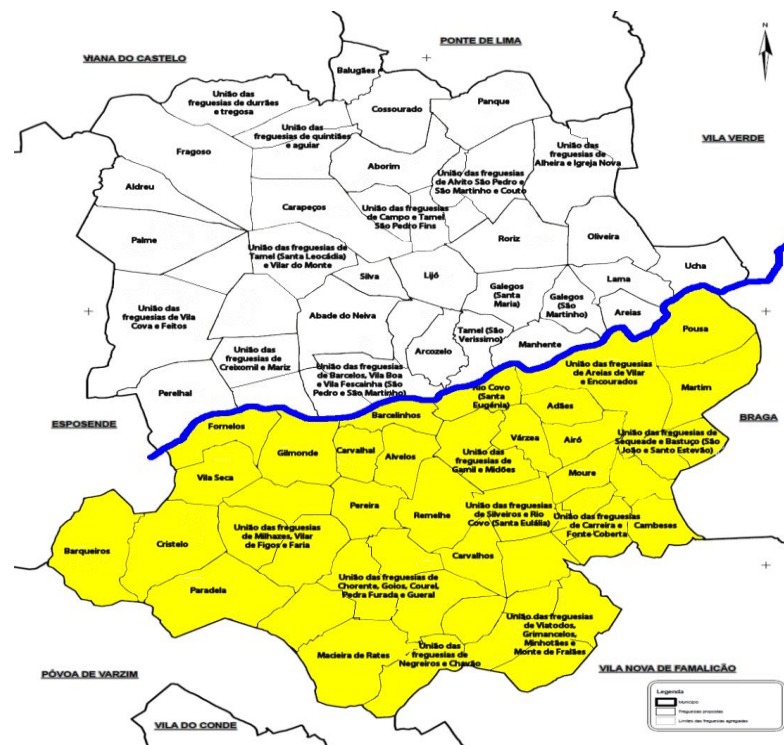 PONTE DE LIMA
N
VIANA DO CASTELO
Balugães
União das
freguesias de durrães
e tregosa
Cossourado
Panque
União das
freguesias de quintiães
e aguiar
VILA VERDE
Fragoso
Aborim
União das
freguesias de
Alheira e Igreja Nova
União das freguesias
de Alvito São Pedro e
São Martinho e Couto
Aldreu
Carapeços
União das freguesias
de Campo e Tamel
São Pedro Fins
Palme
Roriz
Oliveira
União das freguesias de
Tamel (Santa Leocádia)
e Vilar do Monte
Silva
Lijó
Ucha
Lama
Galegos
(Santa
Maria)
Galegos
(São
Martinho)
Areias
União das
freguesias de Vila
Cova e Feitos
Abade do Neiva
Tamel (São
Veríssimo)
Manhente
Pousa
Arcozelo
União das
freguesias de
Creixomil e Mariz
União das freguesias
de Barcelos, Vila Boa e
Vila Fescainha (São
Pedro e São Martinho)
União das freguesias
de Areias de Vilar
e Encourados
Perelhal
Rio Covo
(Santa
Eugénia)
Martim
ESPOSENDE
Barcelinhos
Adães
BRAGA
Fornelos
Gilmonde
Carvalhal
Alvelos
Várzea
Airó
União das freguesias de
Sequeade e Bastuço (São
João e Santo Estevão)
União das
freguesias de
Gamil e Midões
Vila Seca
Moure
Pereira
Remelhe
União das freguesias
de Silveiros e Rio
Covo (Santa Eulália)
União das freguesias
de Carreira e
Fonte Coberta
Cambeses
Barqueiros
Cristelo
União das freguesias
de Milhazes, Vilar
de Figos e Faria
Carvalhos
Paradela
União das freguesias de
Chorente, Goios, Courel,
Pedra Furada e Gueral
União das freguesias
de Viatodos,
Grimancelos,
Minhotães e
Monte de Fralães
Macieira de Rates
União das
freguesias de
Negreiros e Chavão
PÓVOA DE VARZIM
VILA NOVA DE FAMALICÃO
VILA DO CONDE
Legenda
Município
Freguesias propostas
Limites das freguesias agregadas